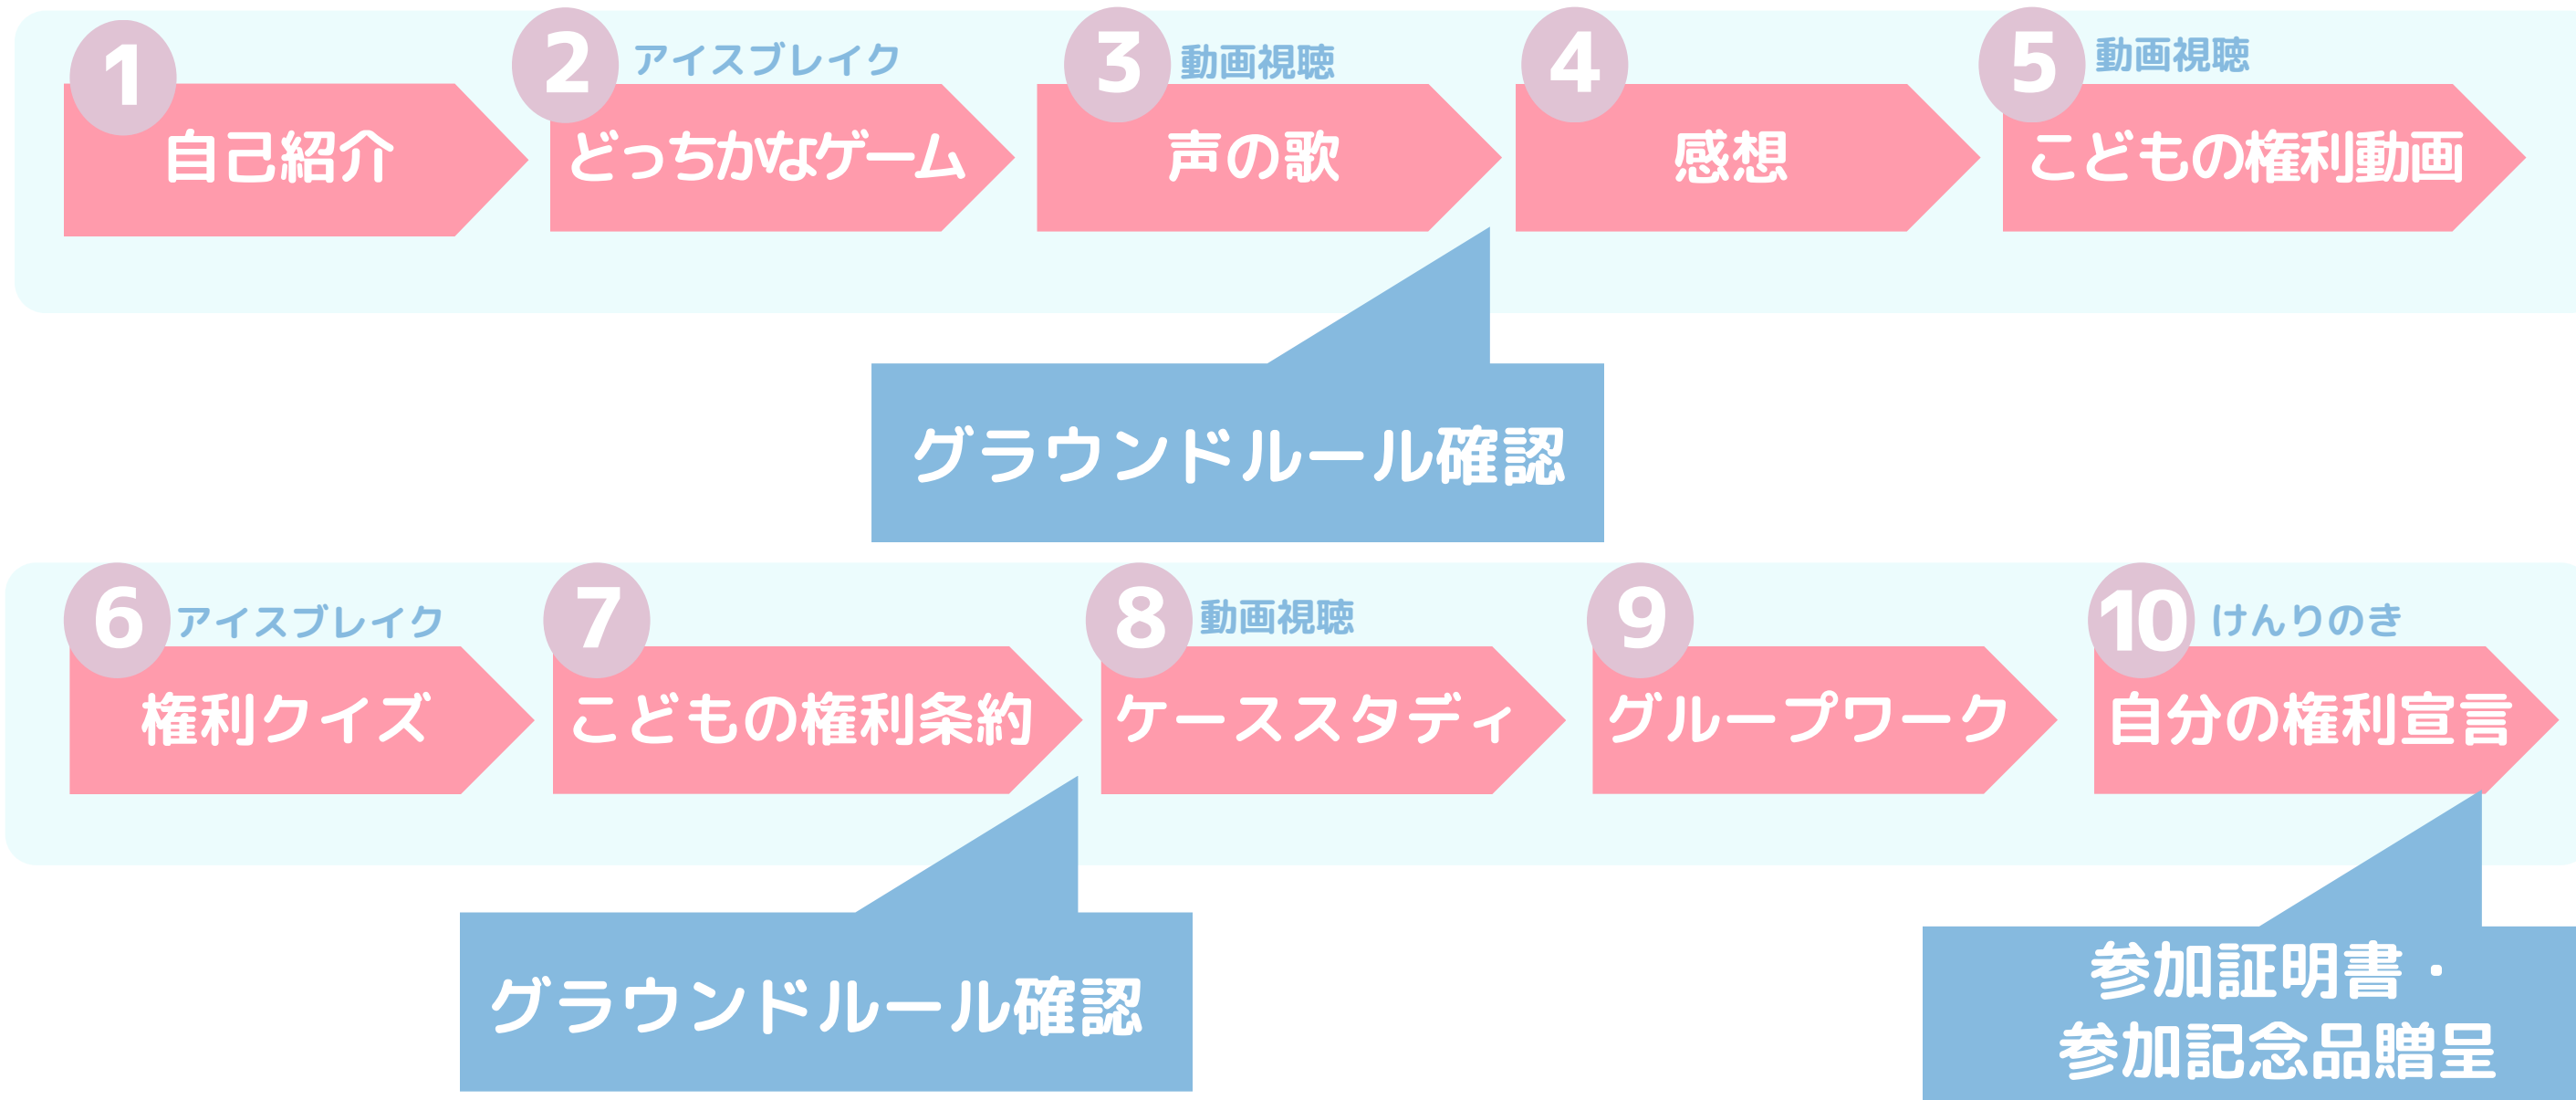 1
自己紹介
2
アイスブレイク
どっちかなゲーム
3
動画視聴
声の歌
4
感想
5
動画視聴
こどもの権利動画
グラウンドルール確認
6
アイスブレイク
権利クイズ
7
こどもの権利条約
8
動画視聴
ケーススタディ
9
グループワーク
10
けんりのき
自分の権利宣言
グラウンドルール確認
参加証明書・
参加記念品贈呈